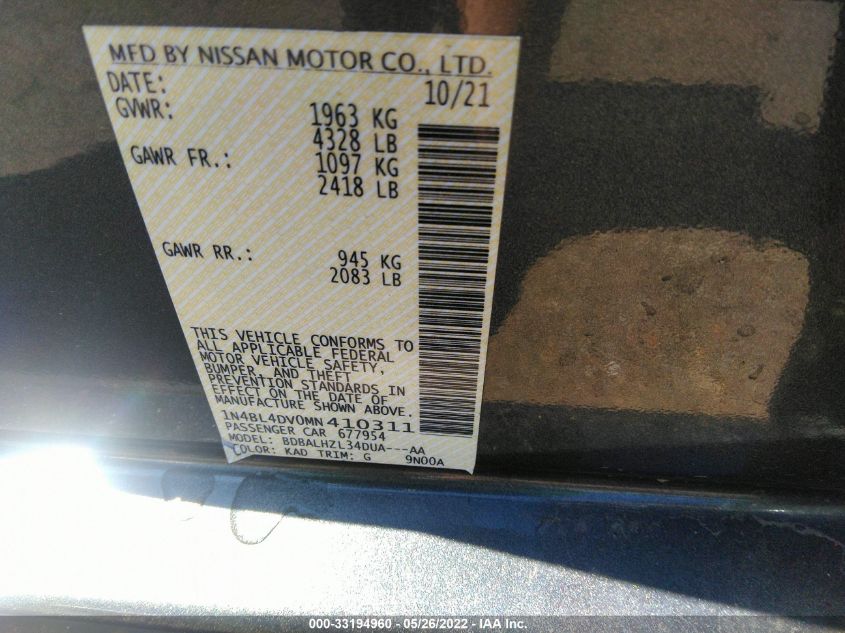 MFD BY NISSAN MOTOR CO., LTD.
DATE: 10/21
GVWR: 1963 KG
4328 LB
GAWR FR.: 1097 KG
2418 LB
GAWR RR.: 945 KG
2083 LB
THIS VEHICLE CONFORMS TO
ALL APPLICABLE FEDERAL
MOTOR VEHICLE SAFETY,
BUMPER, AND THEFT
PREVENTION STANDARDS IN
EFFECT ON THE DATE OF
MANUFACTURE SHOWN ABOVE.
1N4BL4DV0MN410311
PASSENGER CAR 677954
MODEL: BDBALHZL34DUA---AA
COLOR: KAD TRIM: G 9N00A
000-33194960 - 05/26/2022 - IAA Inc.